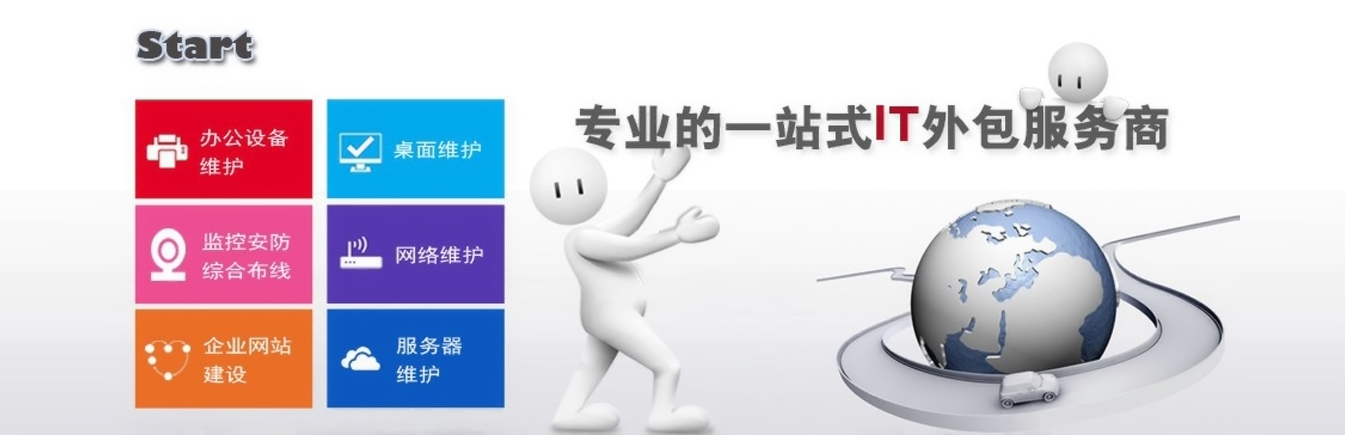 Start
专业的一站式IT外包服务商
办公设备
维护
桌面维护
监控安防
综合布线
网络维护
企业网站
建设
服务器
维护